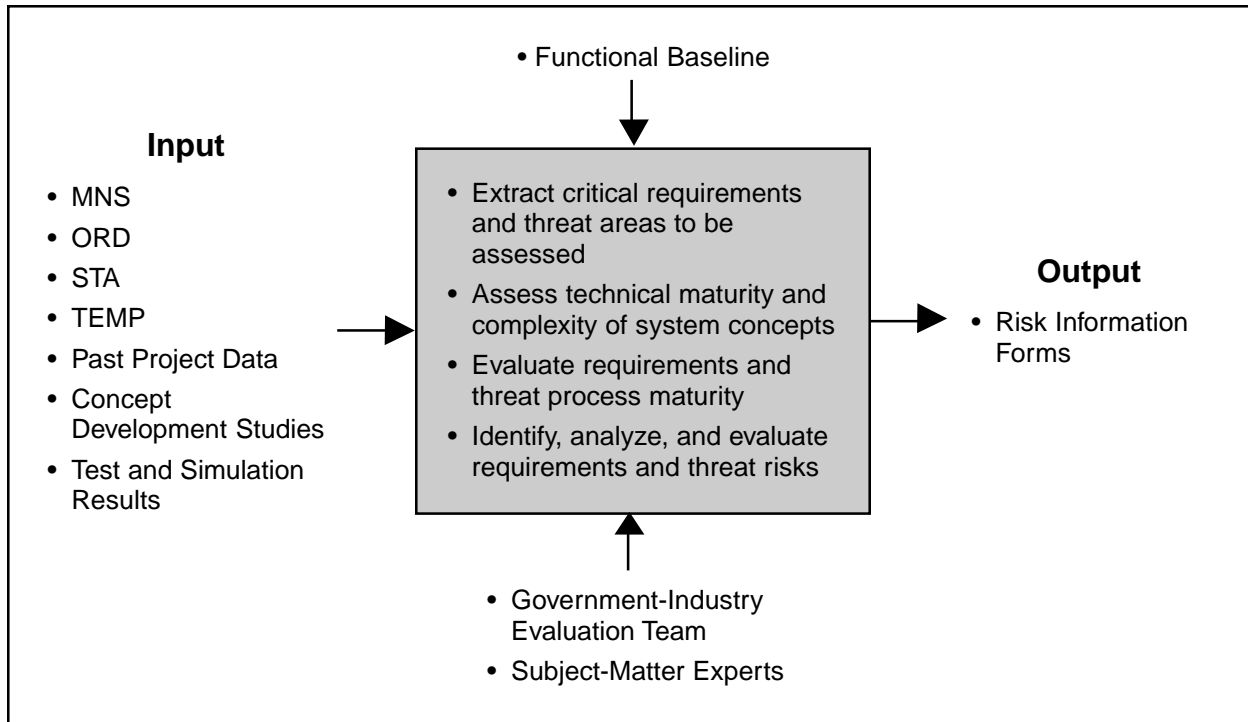 • Functional Baseline
Input
• MNS
• ORD
• STA
• TEMP
• Past Project Data
• Concept
Development Studies
• Test and Simulation
Results
• Extract critical requirements
and threat areas to be
assessed
• Assess technical maturity and
complexity of system concepts
• Evaluate requirements and
threat process maturity
• Identify, analyze, and evaluate
requirements and threat risks
Output
• Risk Information
Forms
• Government-Industry
Evaluation Team
• Subject-Matter Experts